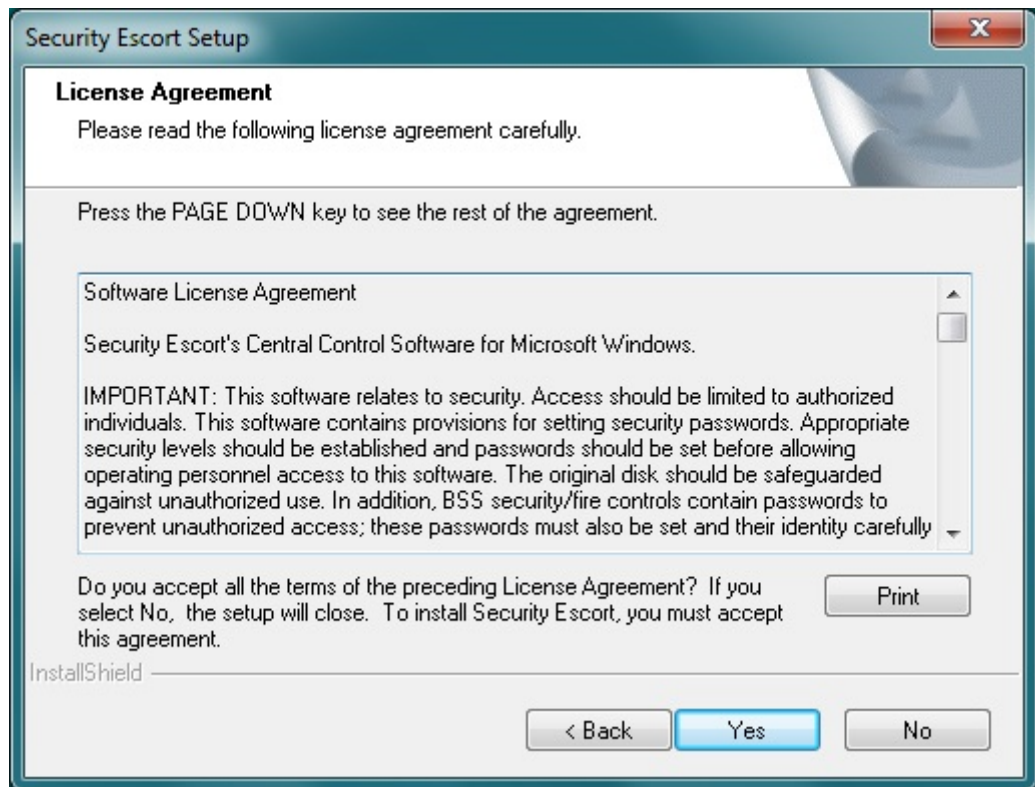 Security Escort Setup
License Agreement
Please read the following license agreement carefully.
Press the PAGE DOWN key to see the rest of the agreement.
Software License Agreement
Security Escort's Central Control Software for Microsoft Windows.
IMPORTANT: This software relates to security. Access should be limited to authorized
individuals. This software contains provisions for setting security passwords. Appropriate
security levels should be established and passwords should be set before allowing
operating personnel access to this software. The original disk should be safeguarded
against unauthorized use. In addition, BSS security/fire controls contain passwords to
prevent unauthorized access; these passwords must also be set and their identity carefully
Do you accept all the terms of the preceding License Agreement?  If you
select No,  the setup will close.  To install Security Escort, you must accept
this agreement.
Print
InstallShield
< Back
Yes
No